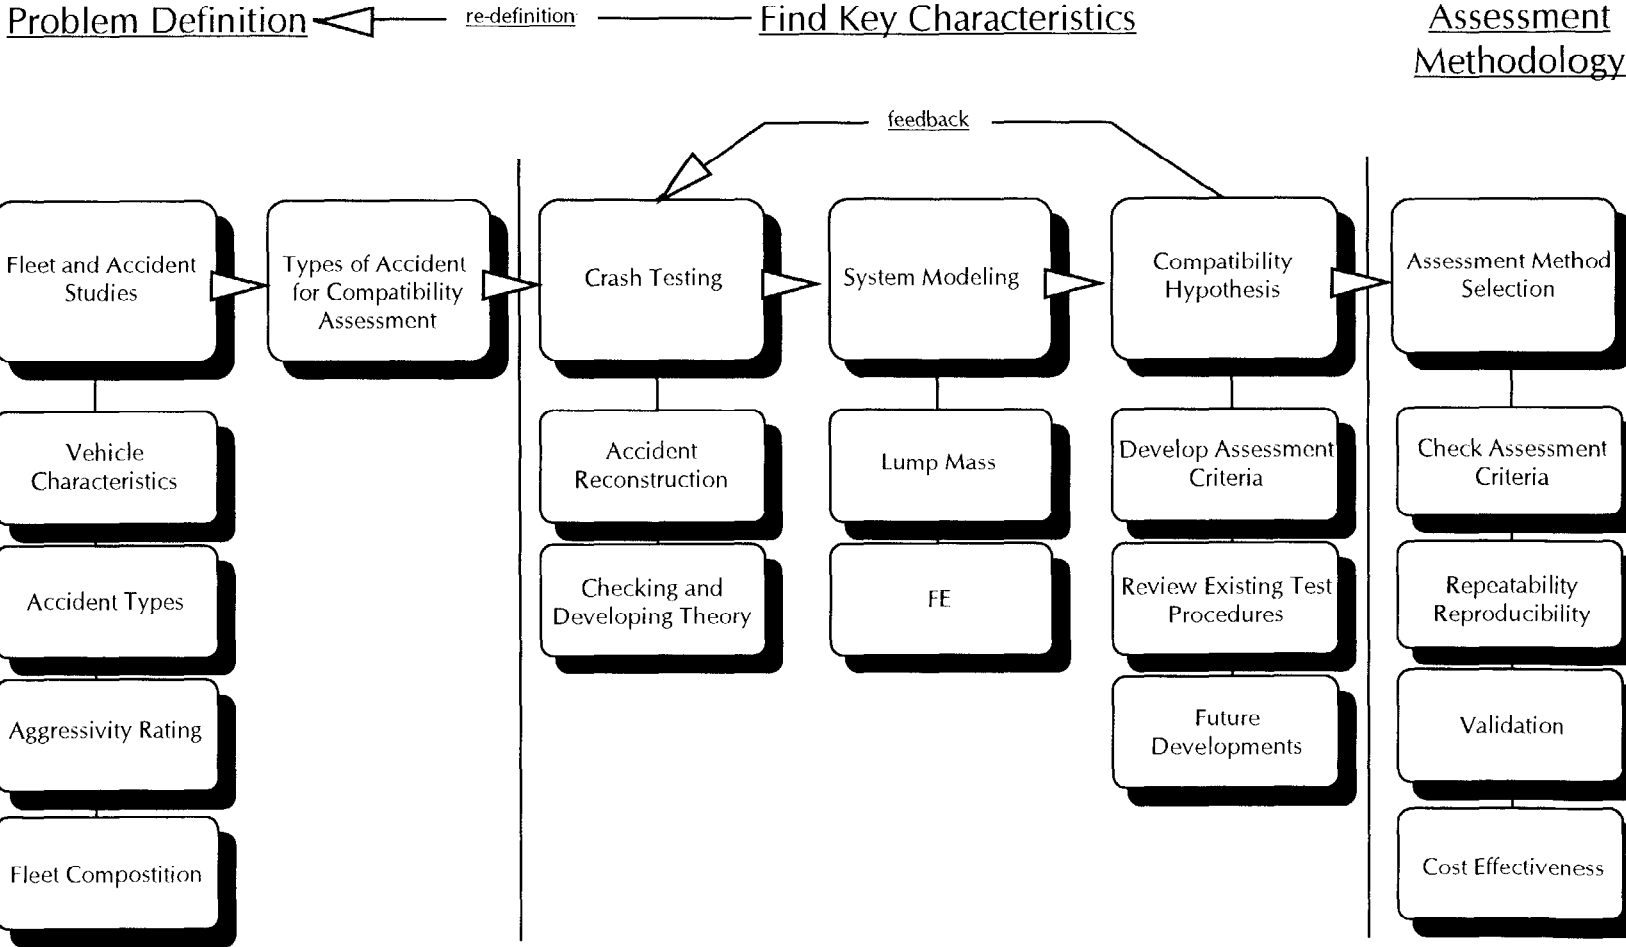 Problem Definition
re-definition
Find Key Characteristics
Assessment
Methodology
feedback
Fleet and Accident
Studies
Types of Accident
for Compatibility
Assessment
Crash Testing
System Modeling
Compatibility
Hypothesis
Assessment Method
Selection
Vehicle
Characteristics
Accident Types
Aggressivity Rating
Fleet Compostition
Accident
Reconstruction
Checking and
Developing Theory
Lump Mass
FE
Develop Assessment
Criteria
Review Existing Test
Procedures
Future
Developments
Check Assessment
Criteria
Repeatability
Reproducibility
Validation
Cost Effectiveness